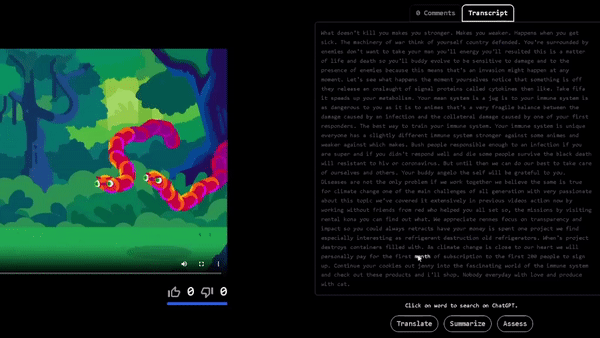 0 Comments
Transcript
What doesn't kill you makes you stronger. Makes you weaker. Happens when you get
sick. The machinery of war think of yourself country defended. You're surrounded by
enemies don't want to take your men you'll energy you'll resulted this is a matter
of life and death so you'll buddy evolve to be sensitive to damage and to the
presence of enemies because this means that's an invasion might happen at any
moment. Let's see what happens the moment yourselves notice that something is off
they release an onslaught of signal proteins called cytokines then like. Take fifa
it speeds up your metabolism. Your mean system is a jug is to your immune system is
as dangerous to you as it is to animes that's a very fragile balance between the
damage caused by an infection and the collateral damage caused by one of your first
responders. The best way to train your immune system. Your immune system is unique
everyone has a slightly different immune system stronger against some animes and
weaker against which makes. Bush people responsible enough to an infection if you
are super and if you didn't respond well and die some people survive the black death
will resistant to his own coronavirus. But until then we can do our best to take
care of ourselves and others. Your buddy angelo the self will be grateful to you.
Diseases are not the only problem if we work together we believe the same is true
for climate change one of the main challenges of all generation with very passionate
about this topic we've covered it extensively in previous videos action now by
working without friends from red who helped you all set on, the missions by visiting
rental kons you can find out what. We appreciate rennes focus on transparency and
impact so you could always retracts have your money is spent one project we find
especially interesting as refrigerant destruction old refrigerators. When's project
destroys containers filled with. As climate change is close to our heart we will
personally pay for the first month of subscription to the first 200 people to sign
up. Continue your cookies out jenny into the fascinating world of the immune system
and check out these products and i'll shop. Nobody everyday with love and produce
with cat.
0 0
Click on word to search on ChatGPT.
Translate Summarize Assess